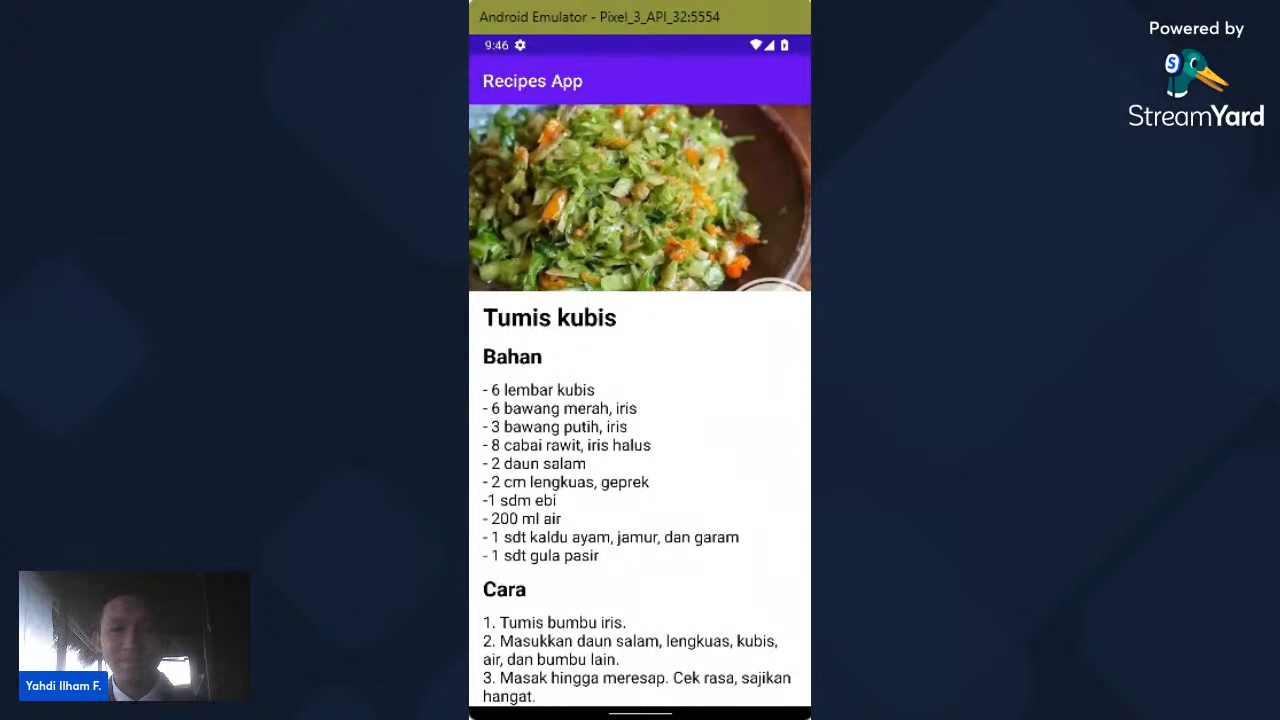 Android Emulator - Pixel_3_API_32:5554
9:46
Recipes App
Tumis kubis
Bahan
- 6 lembar kubis
- 6 bawang merah, iris
- 3 bawang putih, iris
- 8 cabai rawit, iris halus
- 2 daun salam
- 2 cm lengkuas, geprek
-1 sdm ebi
- 200 ml air
- 1 sdt kaldu ayam, jamur, dan garam
- 1 sdt gula pasir
Cara
1. Tumis bumbu iris.
2. Masukkan daun salam, lengkuas, kubis,
air, dan bumbu lain.
3. Masak hingga meresap. Cek rasa, sajikan
hangat.
Powered by
S
StreamYard
Yahdi Ilham F.